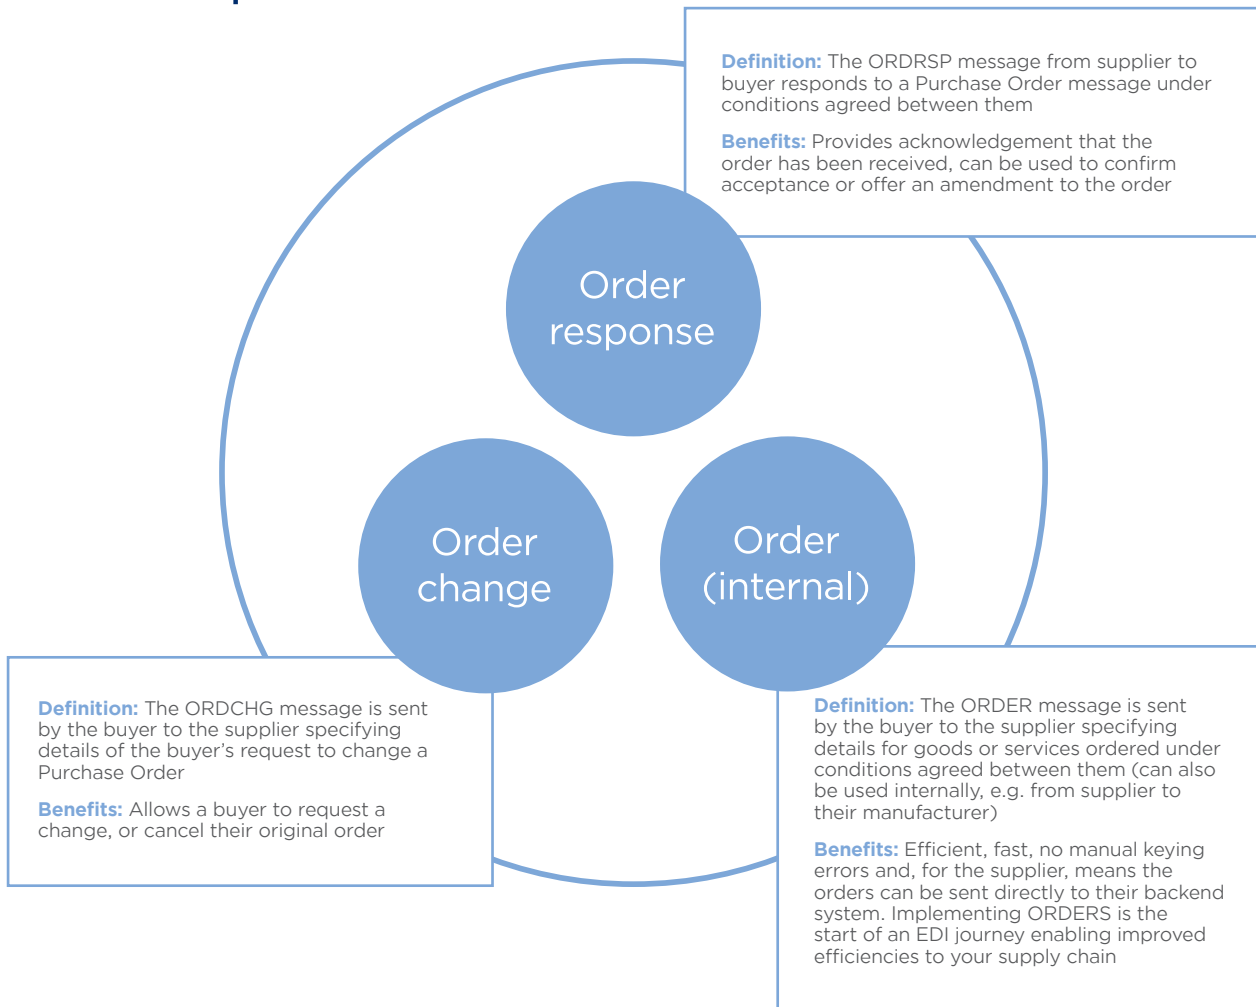 Definition: The ORDRSP message from supplier to
buyer responds to a Purchase Order message under
conditions agreed between them
Benefits: Provides acknowledgement that the
order has been received, can be used to confirm
acceptance or offer an amendment to the order
Order
response
Order
change
Order
(internal)
Definition: The ORDCHG message is sent
by the buyer to the supplier specifying
details of the buyer’s request to change a
Purchase Order
Benefits: Allows a buyer to request a
change, or cancel their original order
Definition: The ORDER message is sent
by the buyer to the supplier specifying
details for goods or services ordered under
conditions agreed between them (can also
be used internally, e.g. from supplier to
their manufacturer)
Benefits: Efficient, fast, no manual keying
errors and, for the supplier, means the
orders can be sent directly to their backend
system. Implementing ORDERS is the
start of an EDI journey enabling improved
efficiencies to your supply chain